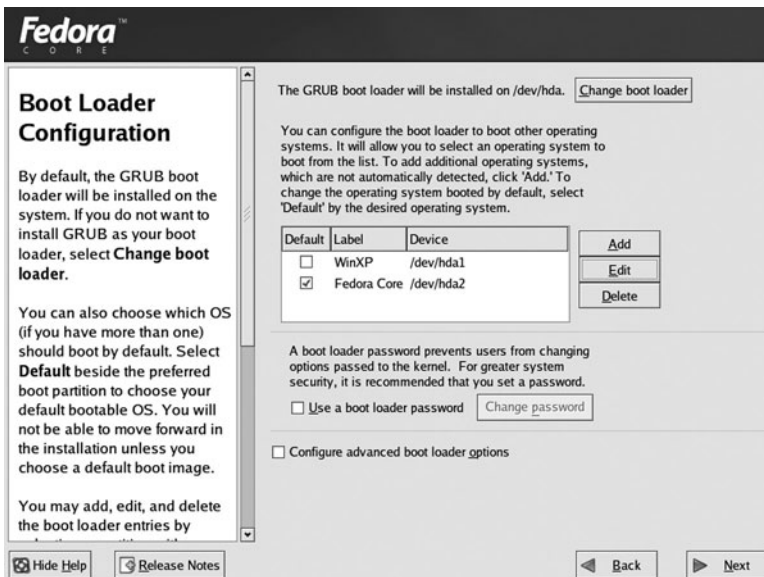 Fedora™
CORE
Boot Loader
Configuration
By default, the GRUB boot
loader will be installed on the
system. If you do not want to
install GRUB as your boot
loader, select Change boot
loader.
You can also choose which OS
(if you have more than one)
should boot by default. Select
Default beside the preferred
boot partition to choose your
default bootable OS. You will
not be able to move forward in
the installation unless you
choose a default boot image.
You may add, edit, and delete
the boot loader entries by
The GRUB boot loader will be installed on /dev/hda. Change boot loader
You can configure the boot loader to boot other operating
systems. It will allow you to select an operating system to
boot from the list. To add additional operating systems,
which are not automatically detected, click 'Add.' To
change the operating system booted by default, select
'Default' by the desired operating system.
Default Label Device
WinXP /dev/hda1
Fedora Core /dev/hda2
Add
Edit
Delete
A boot loader password prevents users from changing
options passed to the kernel. For greater system
security, it is recommended that you set a password.
Use a boot loader password Change password
Configure advanced boot loader options
Hide Help Release Notes Back Next